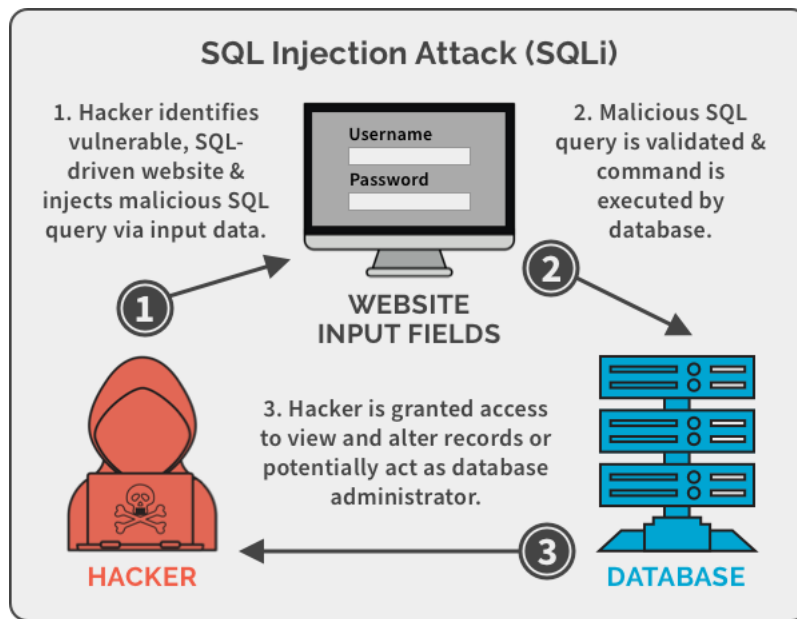 SQL Injection Attack (SQLi)
1. Hacker identifies
vulnerable, SQL-
driven website &
injects malicious SQL
query via input data.
Username
Password
2. Malicious SQL
query is validated &
command is
executed by
database.
1
2
WEBSITE
INPUT FIELDS
3. Hacker is granted access
to view and alter records or
potentially act as database
administrator.
3
HACKER
DATABASE